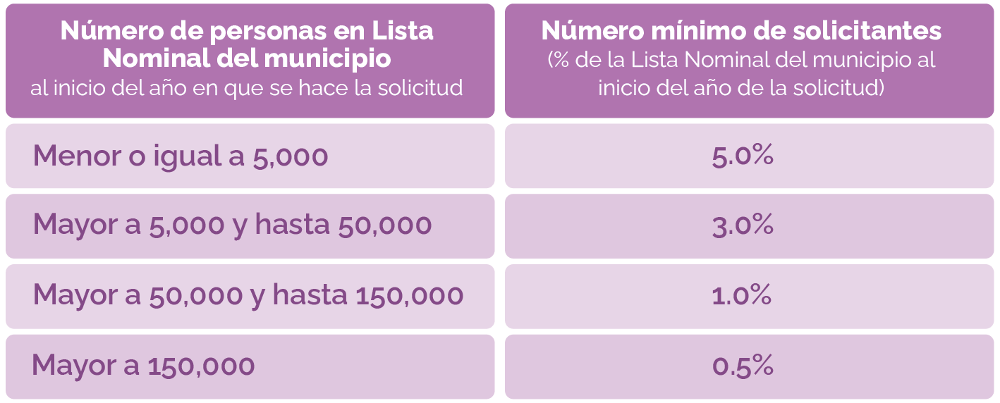 Número de personas en Lista
Nominal del municipio
al inicio del año en que se hace la solicitud
Número mínimo de solicitantes
(% de la Lista Nominal del municipio al
inicio del año de la solicitud)
Menor o igual a 5,000
5.0%
Mayor a 5,000 y hasta 50,000
3.0%
Mayor a 50,000 y hasta 150,000
1.0%
Mayor a 150,000
0.5%